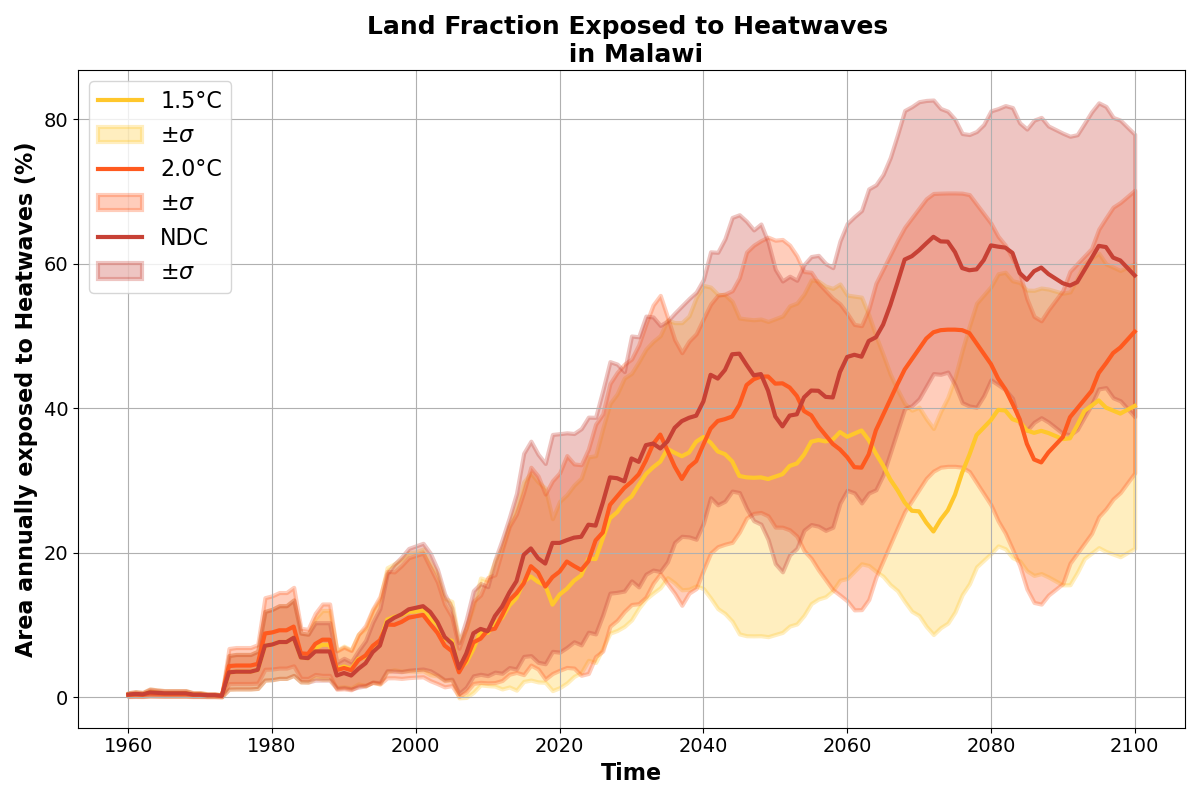 Land Fraction Exposed to Heatwaves
in Malawi
Area annually exposed to Heatwaves (%)
80
60
40
20
0
1.5°C
±σ
2.0°C
±σ
NDC
±σ
1960 1980 2000 2020 2040 2060 2080 2100
Time